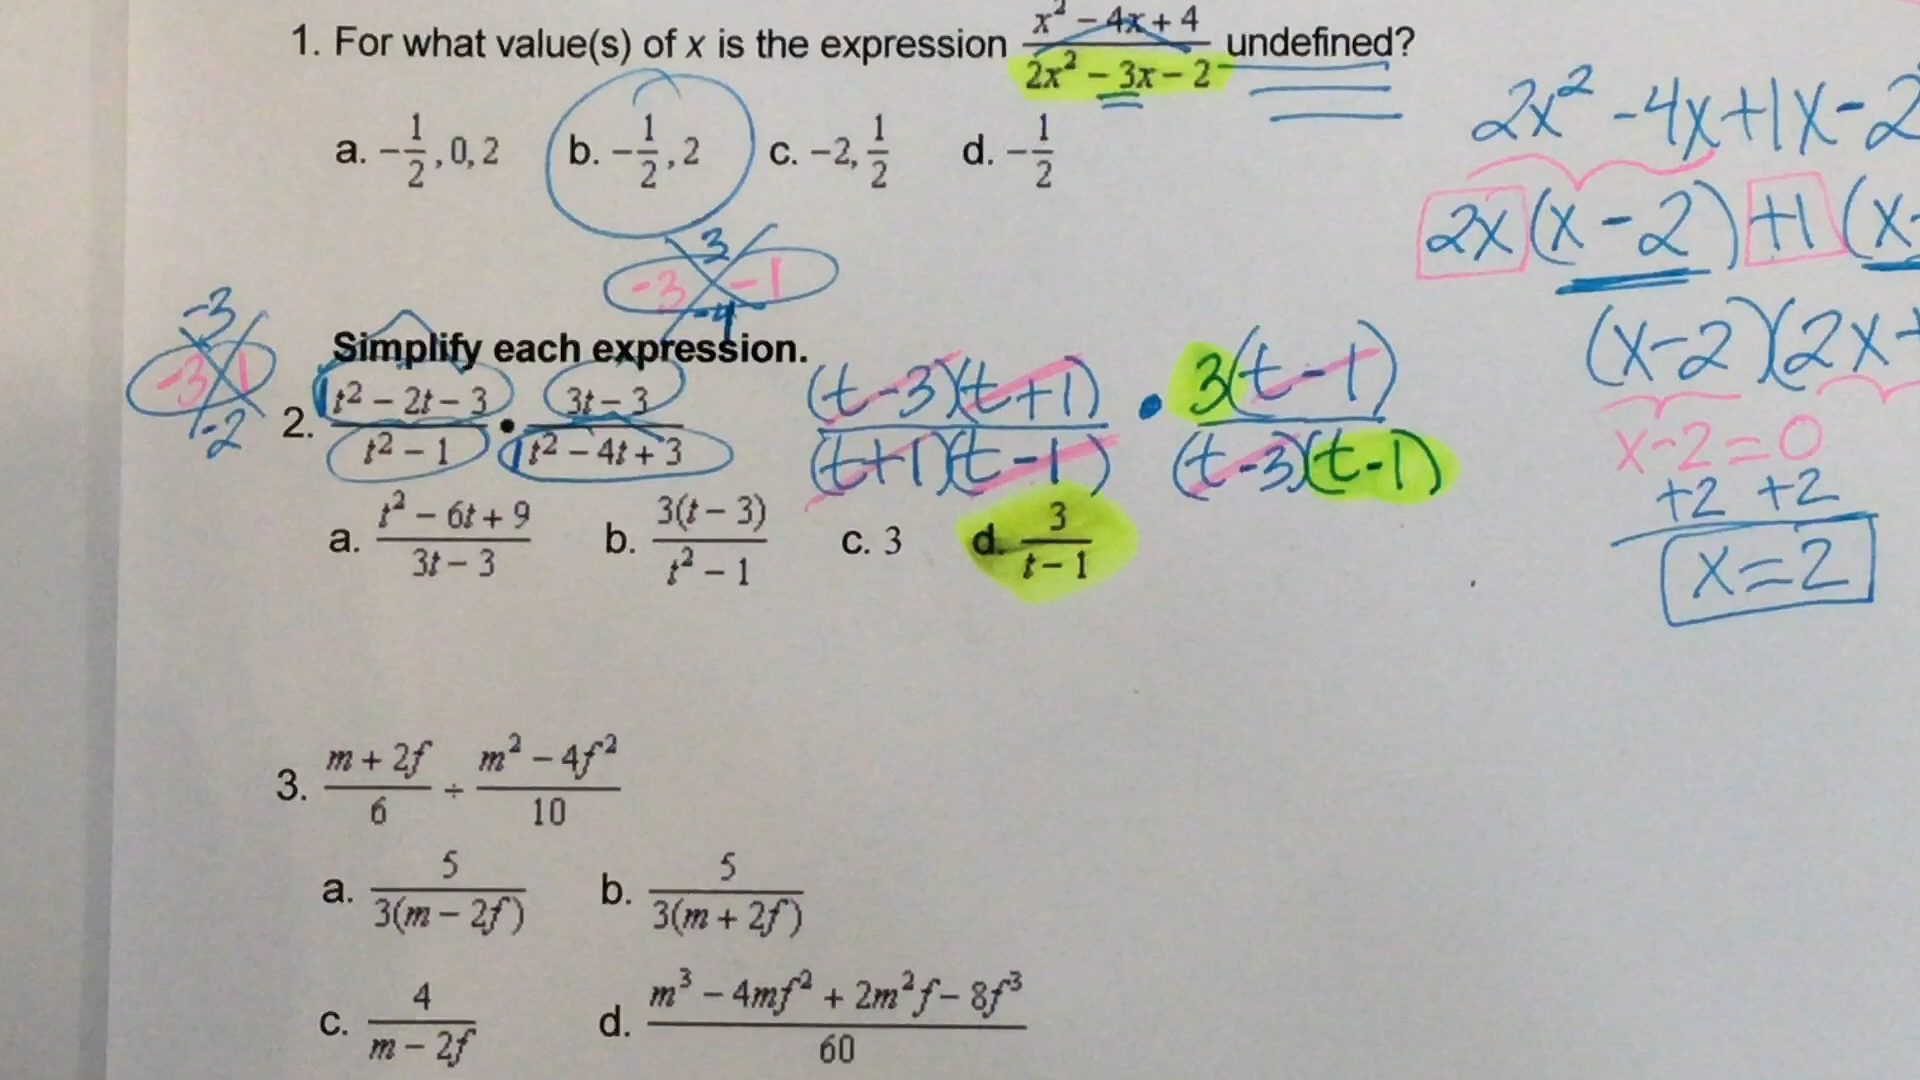 1. For what value(s) of x is the expression (x² − 4x + 4)/(2x² − 3x − 2) undefined?
a. −1/2, 0, 2 b. −1/2, 2 c. −2, 1/2 d. −1/2
2x² -4x+1x-2
2x(x-2)+1(x-
(x-2)(2x+
x-2=0
+2 +2
x=2
3
-3 -1
-4
-3
-3 1
-2
Simplify each expression.
2. (t² − 2t − 3)/(t² − 1) • (3t − 3)/(t² − 4t + 3)
(t-3)(t+1)/(t+1)(t-1) • 3(t-1)/(t-3)(t-1)
a. (t² − 6t + 9)/(3t − 3) b. 3(t − 3)/(t² − 1) c. 3 d. 3/(t − 1)
3. (m + 2f)/6 ÷ (m² − 4f²)/10
a. 5/3(m − 2f) b. 5/3(m + 2f)
c. 4/(m − 2f) d. (m³ − 4mf² + 2m²f − 8f³)/60